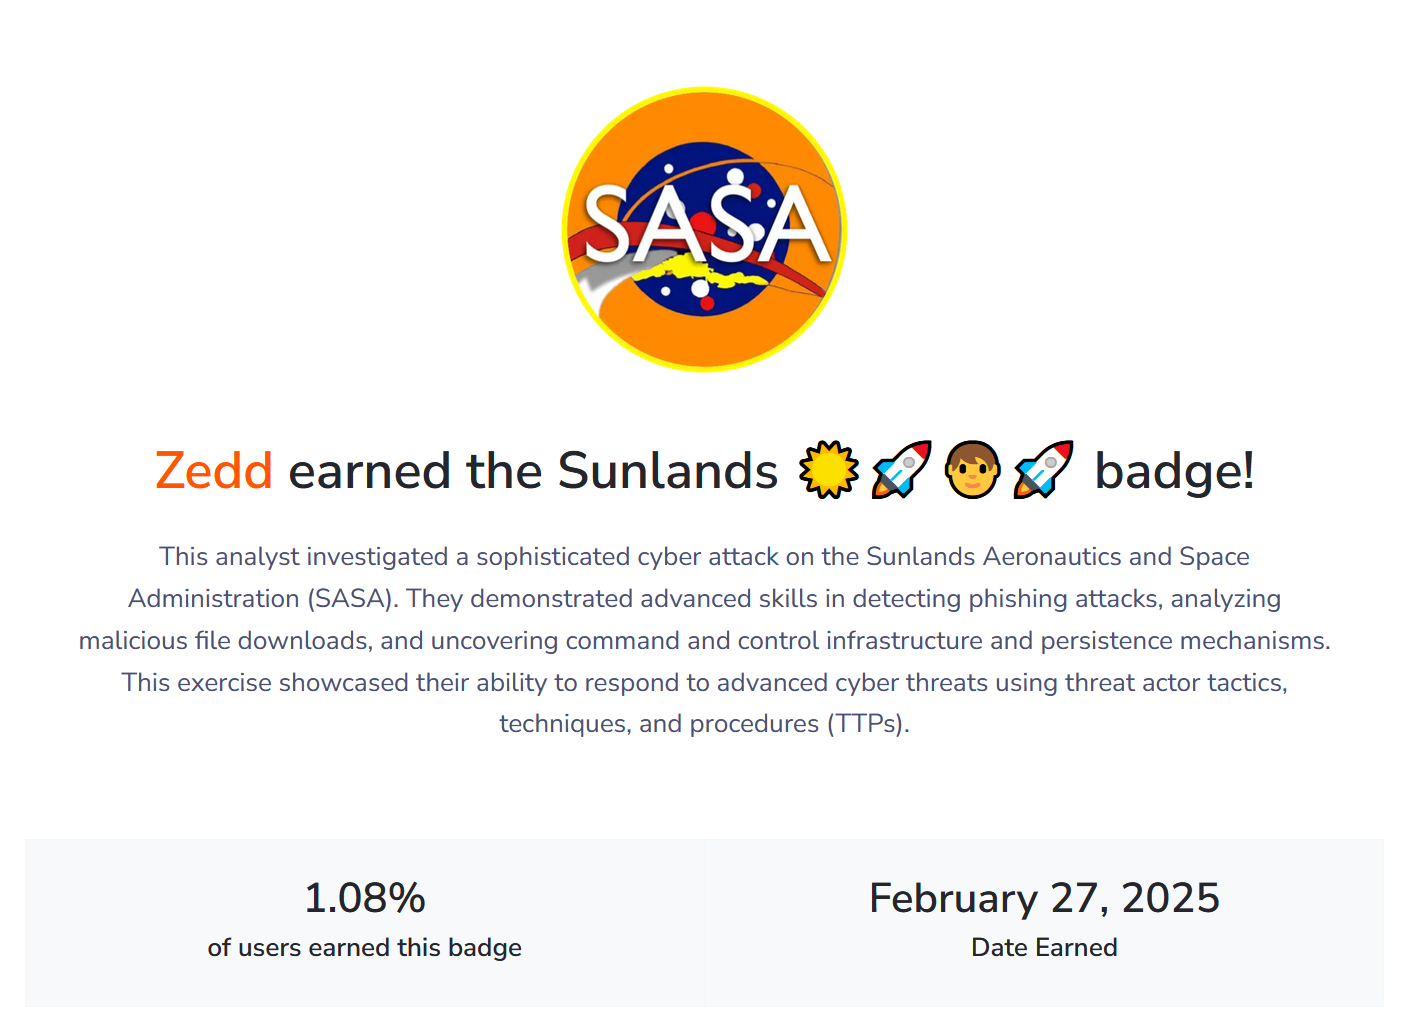 SASA
Zedd earned the Sunlands 🌞🚀🧑🚀 badge!
This analyst investigated a sophisticated cyber attack on the Sunlands Aeronautics and Space
Administration (SASA). They demonstrated advanced skills in detecting phishing attacks, analyzing
malicious file downloads, and uncovering command and control infrastructure and persistence mechanisms.
This exercise showcased their ability to respond to advanced cyber threats using threat actor tactics,
techniques, and procedures (TTPs).
1.08%
of users earned this badge
February 27, 2025
Date Earned